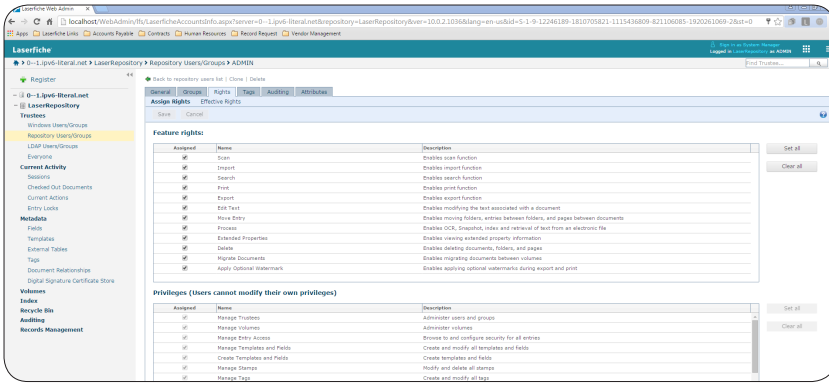 Laserfiche Web Admin
localhost/WebAdmin/lfs/LaserficheAccountsInfo.aspx?server=0--1.ipv6-literal.net&repository=LaserRepository&ver=10.0.2.1036&lang=en-us&id=S-1-9-12246189-1810705821-1115436809-821106085-1920261069-2&st=0
Apps Laserfiche Links Accounts Payable Contracts Human Resources Record Request Vendor Management
Laserfiche
Sign in as System Manager
Logged in LaserRepository as ADMIN
0--1.ipv6-literal.net > LaserRepository > Repository Users/Groups > ADMIN
Find Trustee...
Register
Back to repository users list | Clone | Delete
General Groups Rights Tags Auditing Attributes
Assign Rights Effective Rights
Save Cancel
0--1.ipv6-literal.net
LaserRepository
Trustees
Windows Users/Groups
Repository Users/Groups
LDAP Users/Groups
Everyone
Current Activity
Sessions
Checked Out Documents
Current Actions
Entry Locks
Metadata
Fields
Templates
External Tables
Tags
Document Relationships
Digital Signature Certificate Store
Volumes
Index
Recycle Bin
Auditing
Records Management
Feature rights:
Assigned Name Description
Scan Enables scan function
Import Enables import function
Search Enables search function
Print Enables print function
Export Enables export function
Edit Text Enables modifying the text associated with a document
Move Entry Enables moving folders, entries between folders, and pages between documents
Process Enables OCR, Snapshot, index and retrieval of text from an electronic file
Extended Properties Enables viewing extended property information
Delete Enables deleting documents, folders, and pages
Migrate Documents Enables migrating documents between volumes
Apply Optional Watermark Enables applying optional watermarks during export and print
Set all
Clear all
Privileges (Users cannot modify their own privileges)
Assigned Name Description
Manage Trustees Administer users and groups
Manage Volumes Administer volumes
Manage Entry Access Browse to and configure security for all entries
Manage Templates and Fields Create and modify all templates and fields
Create Templates and Fields Create templates and fields
Manage Stamps Modify and delete all stamps
Manage Tags Create and modify all tags
Set all
Clear all